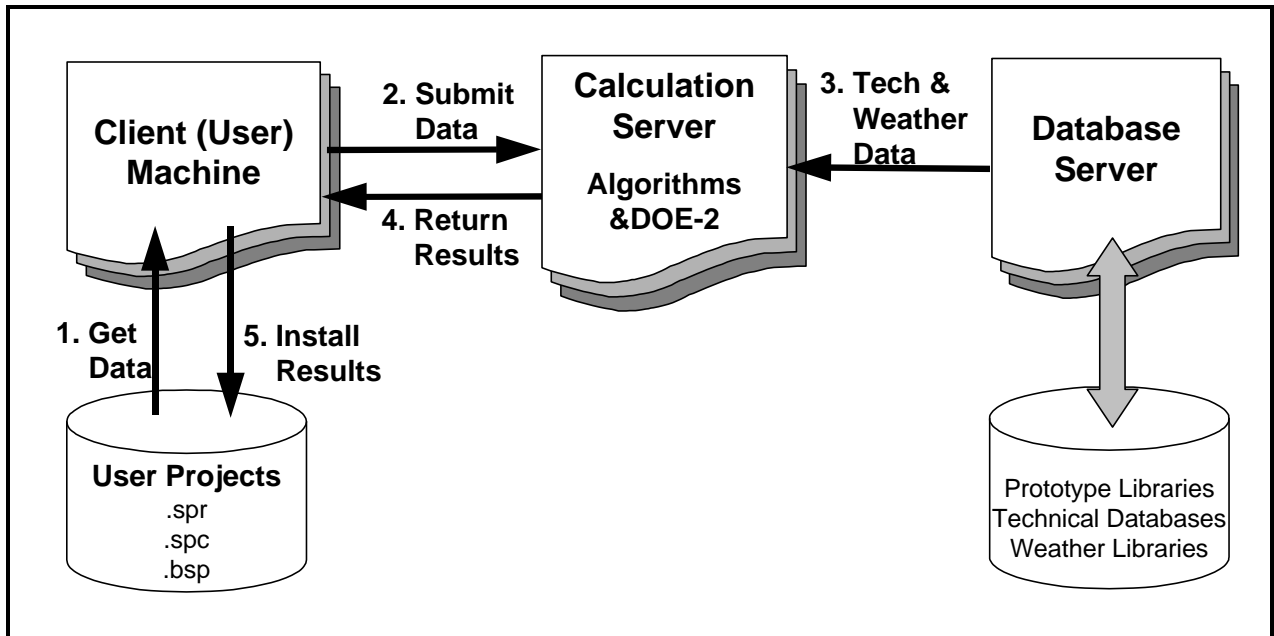 Client (User)
Machine
2. Submit
Data
4. Return
Results
Calculation
Server
Algorithms
&DOE-2
3. Tech &
Weather
Data
Database
Server
1. Get
Data
5. Install
Results
User Projects
.spr
.spc
.bsp
Prototype Libraries
Technical Databases
Weather Libraries